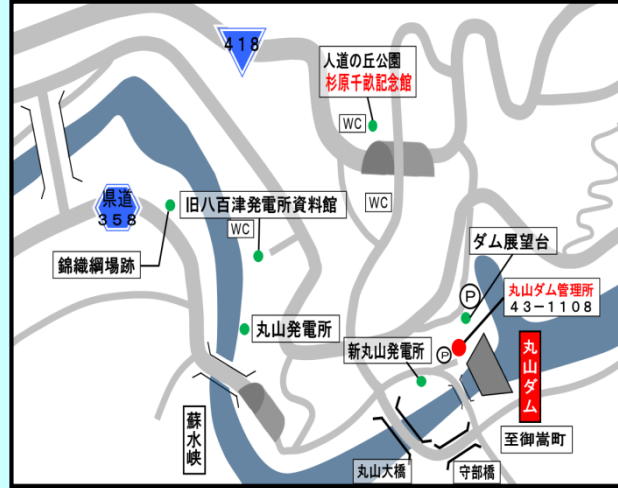 418
人道の丘公園
杉原千畝記念館
WC
県道
358
旧八百津発電所資料館
WC
WC
錦織綱場跡
ダム展望台
P
丸山ダム管理所
43-1108
丸山発電所
新丸山発電所
P
丸山ダム
蘇水峡
至御嵩町
丸山大橋
守部橋